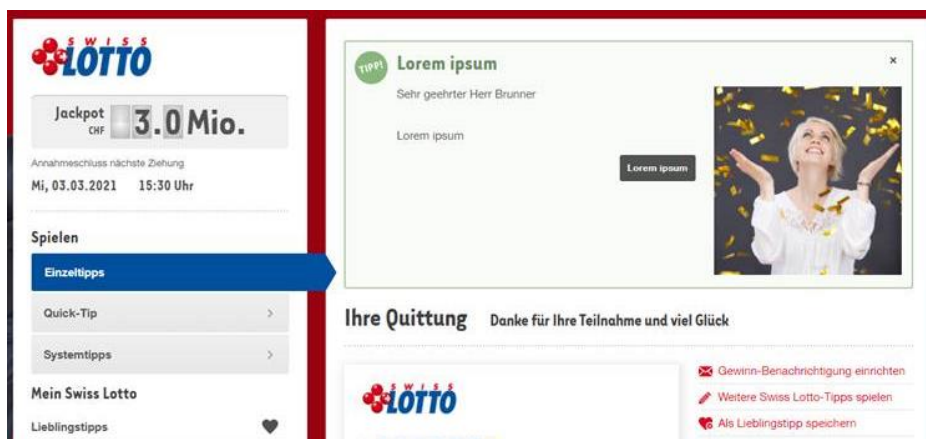 SWISS
LOTTO
Jackpot
CHF
3.0 Mio.
Annahmeschluss nächste Ziehung
Mi, 03.03.2021 15:30 Uhr
Spielen
Einzeltipps
Quick-Tip
Systemtipps
Mein Swiss Lotto
Lieblingstipps
TIPP!
Lorem ipsum
Sehr geehrter Herr Brunner
Lorem ipsum
Lorem ipsum
Ihre Quittung Danke für Ihre Teilnahme und viel Glück
SWISS
LOTTO
Gewinn-Benachrichtigung einrichten
Weitere Swiss Lotto-Tipps spielen
Als Lieblingstipp speichern